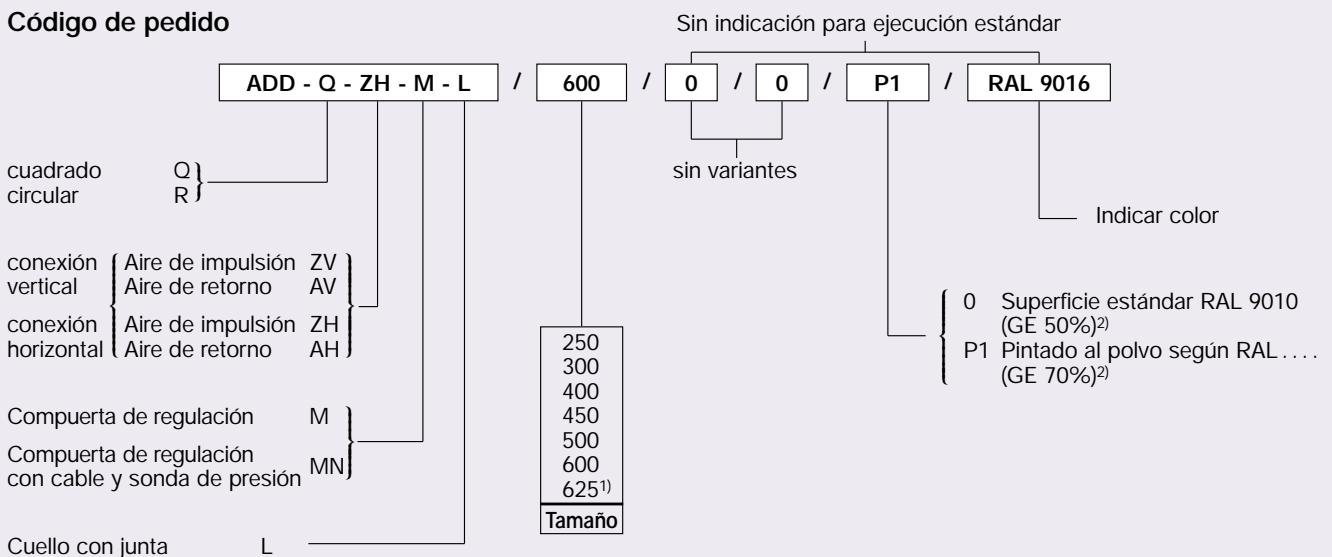 Código de pedido
Sin indicación para ejecución estándar
ADD - Q - ZH - M - L / 600 / 0 / 0 / P1 / RAL 9016
cuadrado Q
circular R
sin variantes
Indicar color
conexión vertical Aire de impulsión ZV
Aire de retorno AV
conexión horizontal Aire de impulsión ZH
Aire de retorno AH
0 Superficie estándar RAL 9010
(GE 50%)2)
P1 Pintado al polvo según RAL....
(GE 70%)2)
250
300
400
450
500
600
6251)
Tamaño
Compuerta de regulación M
Compuerta de regulación
con cable y sonda de presión MN
Cuello con junta L